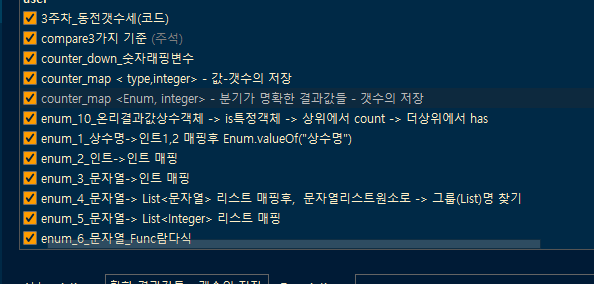 user
3주차_동전갯수세(코드)
compare3가지 기준 (주석)
counter_down_숫자래핑변수
counter_map < type,integer> - 값-갯수의 저장
counter_map <Enum, integer> - 분기가 명확한 결과값들 - 갯수의 저장
enum_10_온리결과값상수객체 -> is특정객체 -> 상위에서 count -> 더상위에서 has
enum_1_상수명->인트1,2 매핑후 Enum.valueOf("상수명")
enum_2_인트->인트 매핑
enum_3_문자열->인트 매핑
enum_4_문자열-> List<문자열> 리스트 매핑후, 문자열리스트원소로 -> 그룹(List)명 찾기
enum_5_문자열-> List<Integer> 리스트 매핑
enum_6_문자열_Func람다식